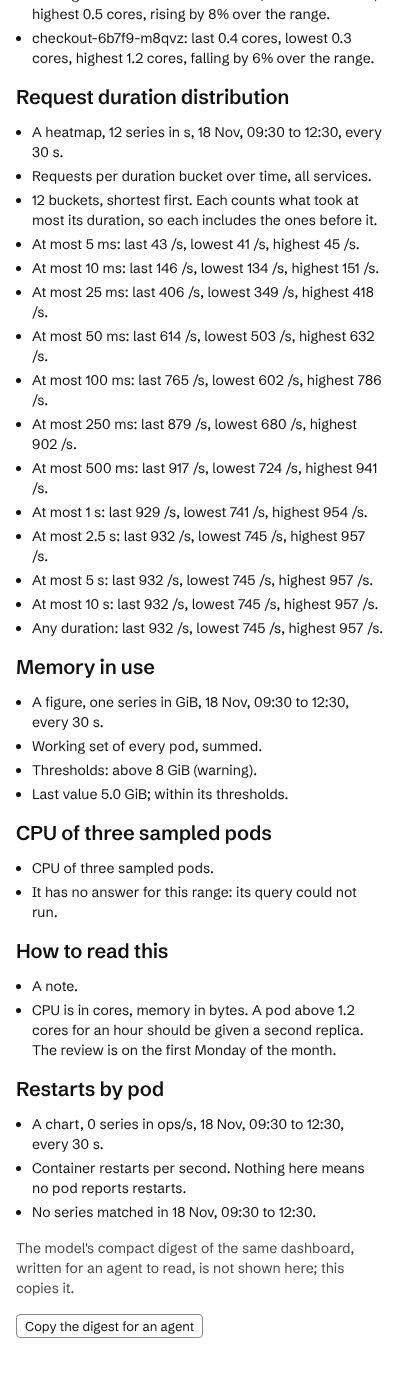 highest 0.5 cores, rising by 8% over the range.
checkout-6b7f9-m8qvz: last 0.4 cores, lowest 0.3
cores, highest 1.2 cores, falling by 6% over the range.
Request duration distribution
A heatmap, 12 series in s, 18 Nov, 09:30 to 12:30, every
30 s.
Requests per duration bucket over time, all services.
12 buckets, shortest first. Each counts what took at
most its duration, so each includes the ones before it.
At most 5 ms: last 43 /s, lowest 41 /s, highest 45 /s.
At most 10 ms: last 146 /s, lowest 134 /s, highest 151 /s.
At most 25 ms: last 406 /s, lowest 349 /s, highest 418
/s.
At most 50 ms: last 614 /s, lowest 503 /s, highest 632
/s.
At most 100 ms: last 765 /s, lowest 602 /s, highest 786
/s.
At most 250 ms: last 879 /s, lowest 680 /s, highest
902 /s.
At most 500 ms: last 917 /s, lowest 724 /s, highest 941
/s.
At most 1 s: last 929 /s, lowest 741 /s, highest 954 /s.
At most 2.5 s: last 932 /s, lowest 745 /s, highest 957
/s.
At most 5 s: last 932 /s, lowest 745 /s, highest 957 /s.
At most 10 s: last 932 /s, lowest 745 /s, highest 957 /s.
Any duration: last 932 /s, lowest 745 /s, highest 957 /s.
Memory in use
A figure, one series in GiB, 18 Nov, 09:30 to 12:30,
every 30 s.
Working set of every pod, summed.
Thresholds: above 8 GiB (warning).
Last value 5.0 GiB; within its thresholds.
CPU of three sampled pods
CPU of three sampled pods.
It has no answer for this range: its query could not
run.
How to read this
A note.
CPU is in cores, memory in bytes. A pod above 1.2
cores for an hour should be given a second replica.
The review is on the first Monday of the month.
Restarts by pod
A chart, 0 series in ops/s, 18 Nov, 09:30 to 12:30,
every 30 s.
Container restarts per second. Nothing here means
no pod reports restarts.
No series matched in 18 Nov, 09:30 to 12:30.
The model's compact digest of the same dashboard,
written for an agent to read, is not shown here; this
copies it.
Copy the digest for an agent